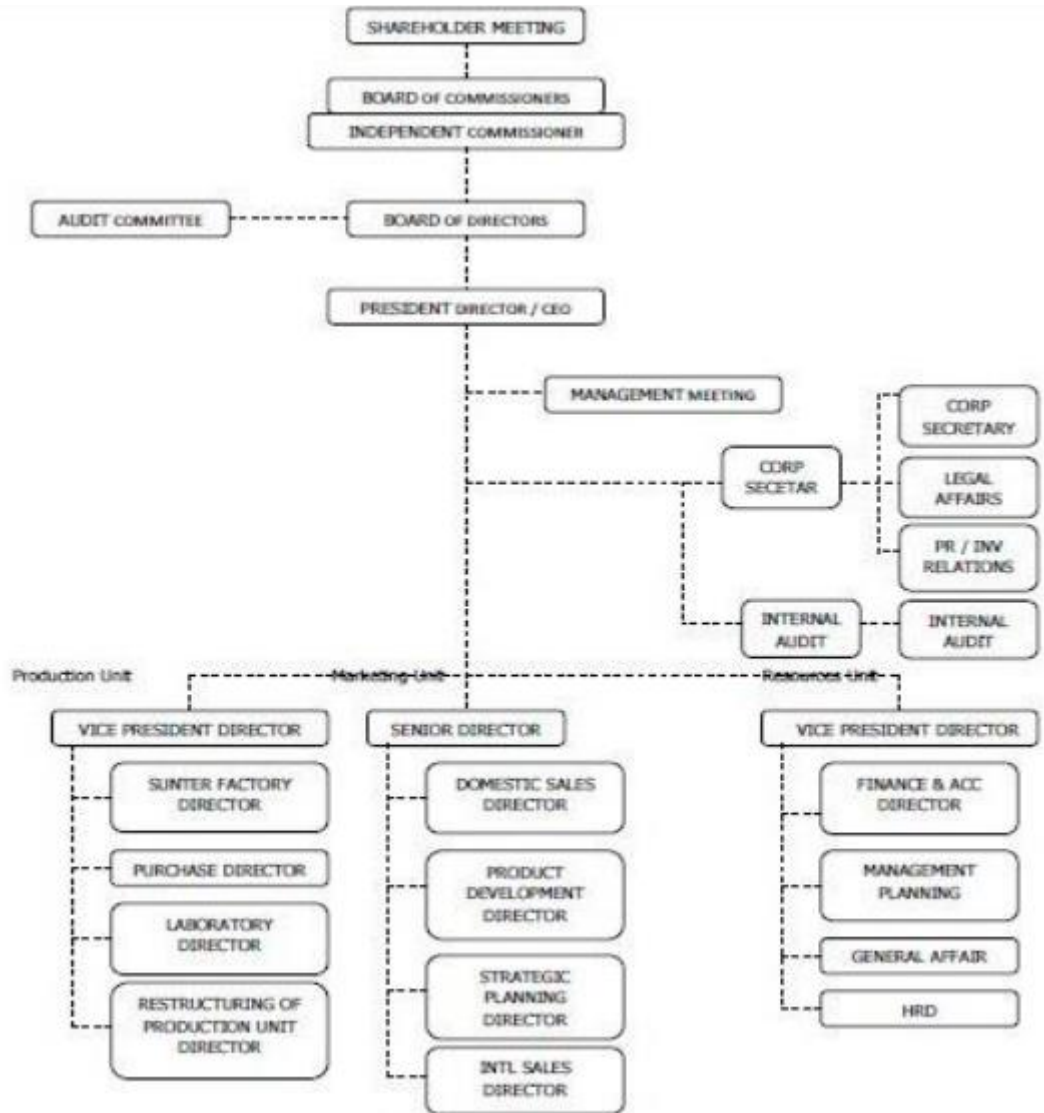 SHAREHOLDER MEETING
BOARD OF COMMISSIONERS
INDEPENDENT COMMISSIONER
AUDIT COMMITTEE
BOARD OF DIRECTORS
PRESIDENT DIRECTOR / CEO
MANAGEMENT MEETING
CORP
SECRETARY
CORP
SECETAR
LEGAL
AFFAIRS
PR / INV
RELATIONS
INTERNAL
AUDIT
INTERNAL
AUDIT
Production Unit
Marketing Unit
Resources Unit
VICE PRESIDENT DIRECTOR
SUNTER FACTORY
DIRECTOR
PURCHASE DIRECTOR
LABORATORY
DIRECTOR
RESTRUCTURING OF
PRODUCTION UNIT
DIRECTOR
SENIOR DIRECTOR
DOMESTIC SALES
DIRECTOR
PRODUCT
DEVELOPMENT
DIRECTOR
STRATEGIC
PLANNING
DIRECTOR
INTL SALES
DIRECTOR
VICE PRESIDENT DIRECTOR
FINANCE & ACC
DIRECTOR
MANAGEMENT
PLANNING
GENERAL AFFAIR
HRD